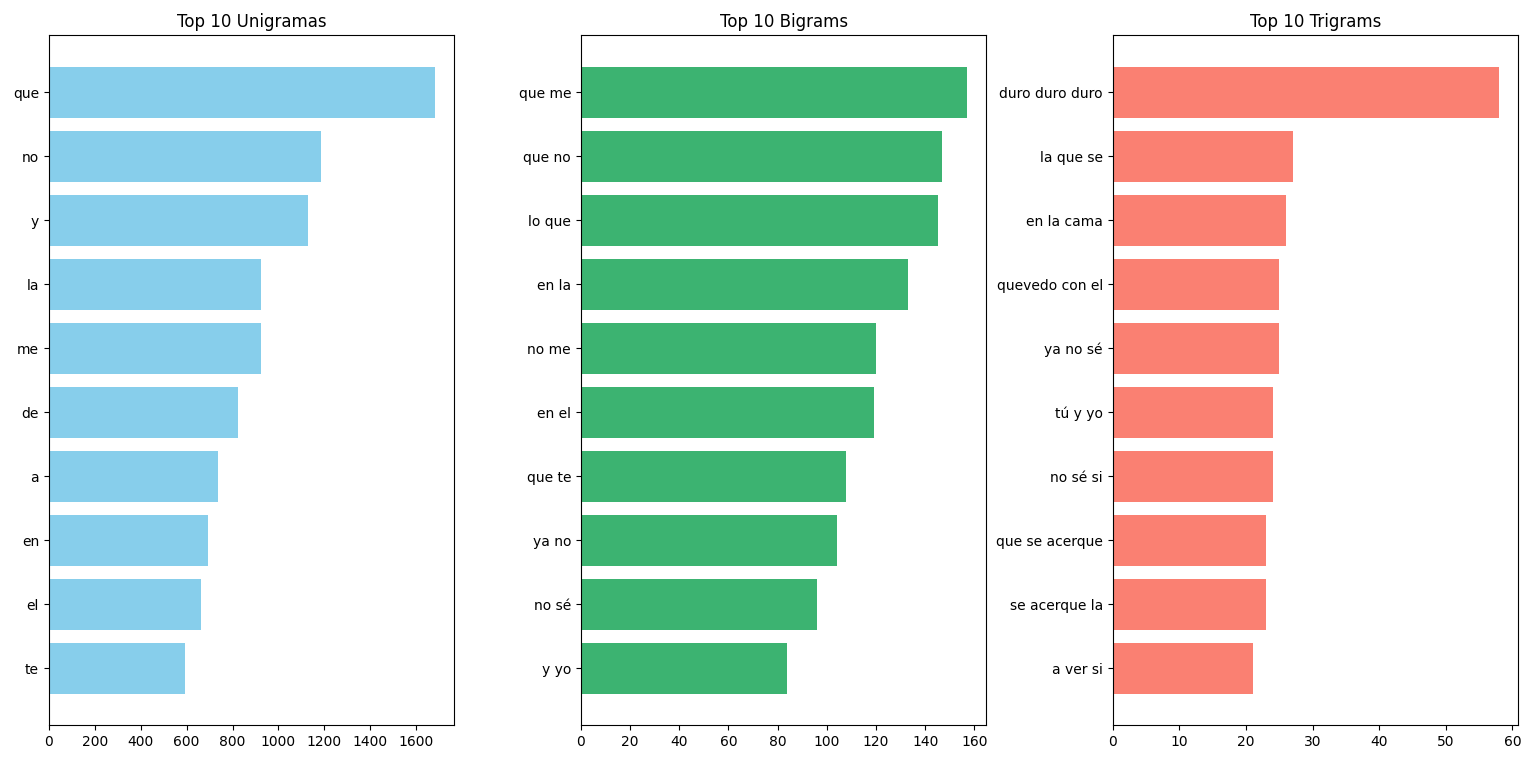 Top 10 Unigramas
que
no
y
la
me
de
a
en
el
te
0 200 400 600 800 1000 1200 1400 1600
Top 10 Bigrams
que me
que no
lo que
en la
no me
en el
que te
ya no
no sé
y yo
0 20 40 60 80 100 120 140 160
Top 10 Trigrams
duro duro duro
la que se
en la cama
quevedo con el
ya no sé
tú y yo
no sé si
que se acerque
se acerque la
a ver si
0 10 20 30 40 50 60